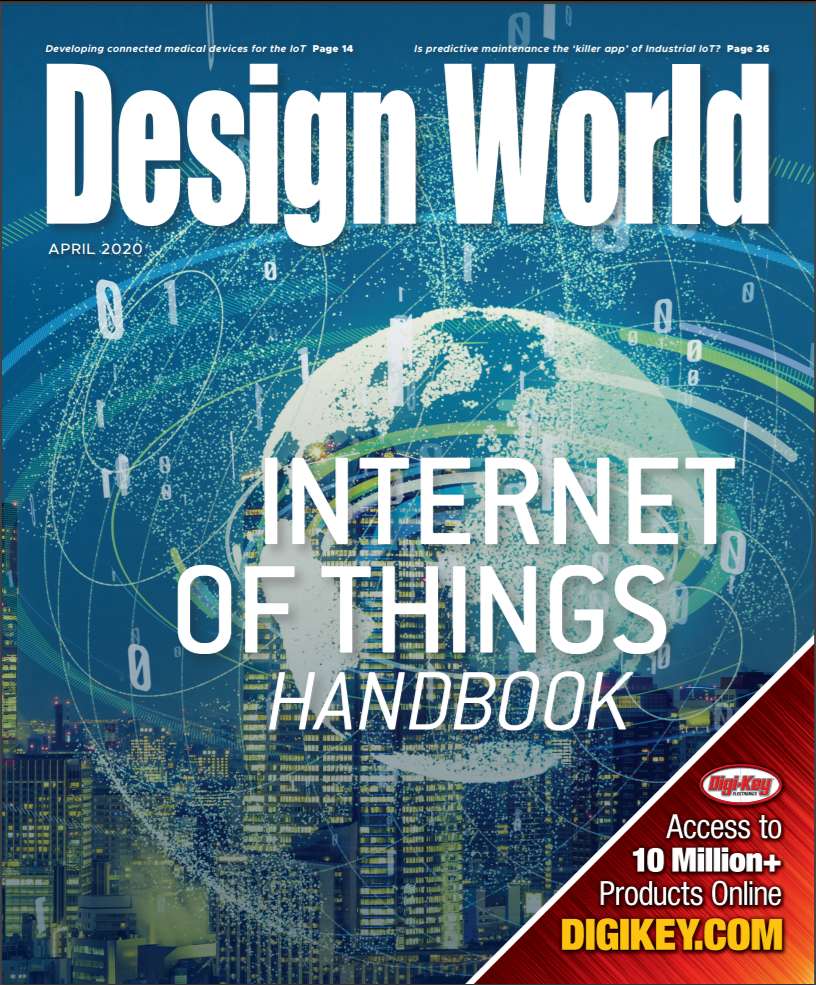 Developing connected medical devices for the IoT Page 14
Is predictive maintenance the ‘killer app’ of Industrial IoT? Page 26
Design World
APRIL 2020
INTERNET
OF THINGS
HANDBOOK
Digi-Key
ELECTRONICS
Access to
10 Million+
Products Online
DIGIKEY.COM